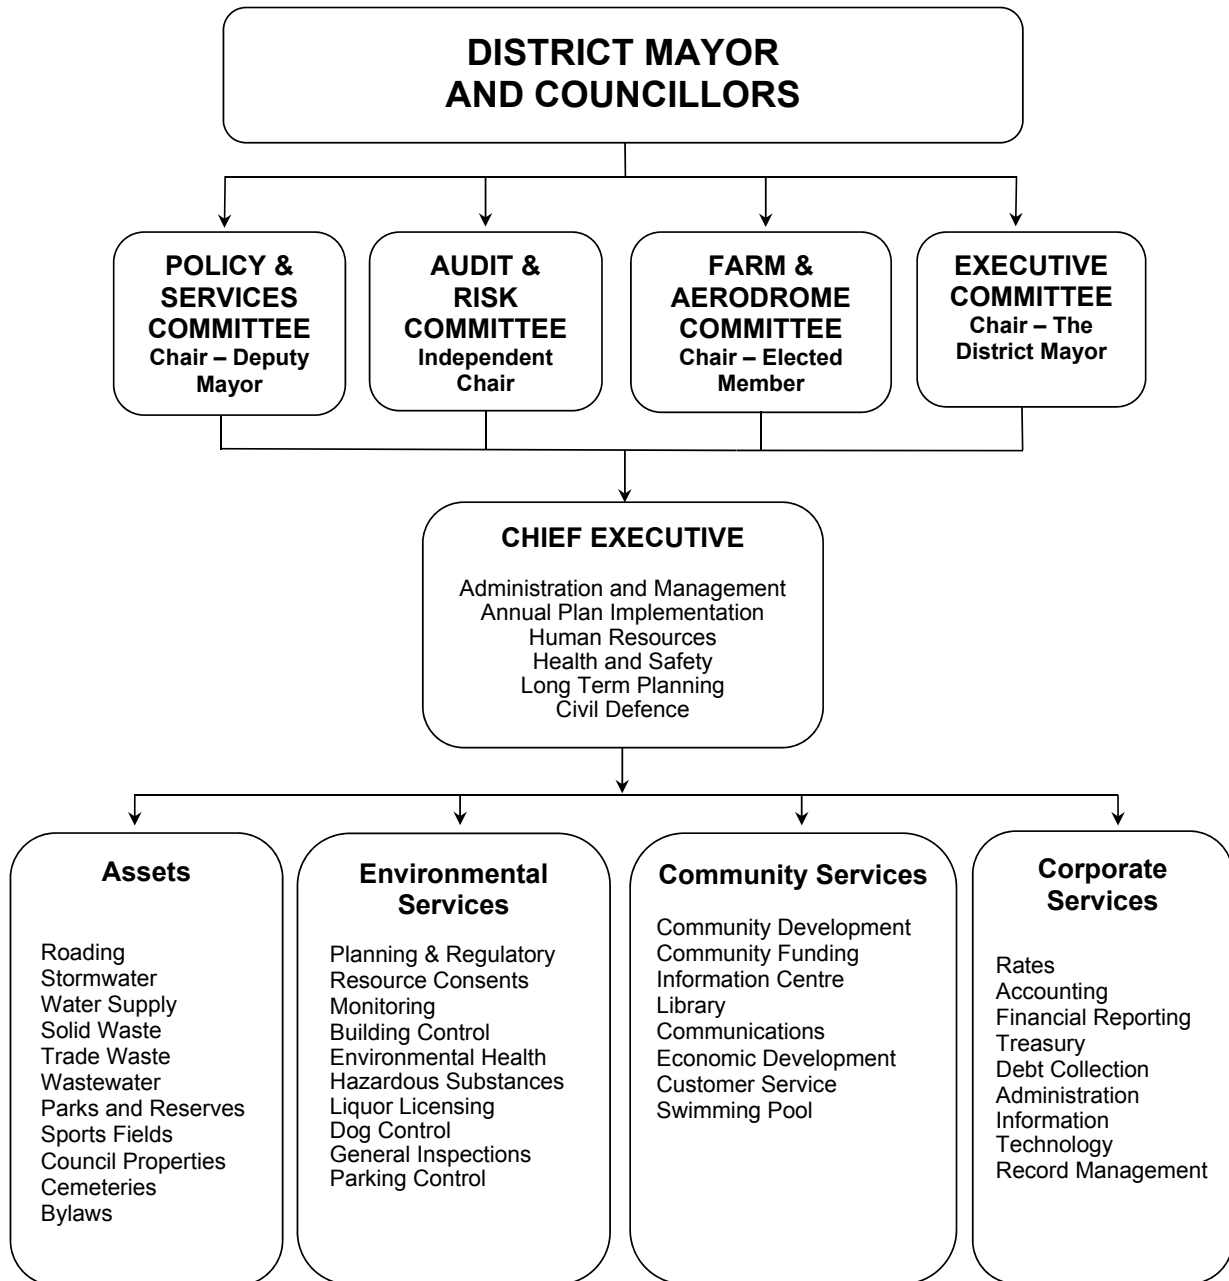 DISTRICT MAYOR
AND COUNCILLORS
POLICY &
SERVICES
COMMITTEE
Chair – Deputy
Mayor
AUDIT &
RISK
COMMITTEE
Independent
Chair
FARM &
AERODROME
COMMITTEE
Chair – Elected
Member
EXECUTIVE
COMMITTEE
Chair – The
District Mayor
CHIEF EXECUTIVE
Administration and Management
Annual Plan Implementation
Human Resources
Health and Safety
Long Term Planning
Civil Defence
Assets
Roading
Stormwater
Water Supply
Solid Waste
Trade Waste
Wastewater
Parks and Reserves
Sports Fields
Council Properties
Cemeteries
Bylaws
Environmental
Services
Planning & Regulatory
Resource Consents
Monitoring
Building Control
Environmental Health
Hazardous Substances
Liquor Licensing
Dog Control
General Inspections
Parking Control
Community Services
Community Development
Community Funding
Information Centre
Library
Communications
Economic Development
Customer Service
Swimming Pool
Corporate
Services
Rates
Accounting
Financial Reporting
Treasury
Debt Collection
Administration
Information
Technology
Record Management